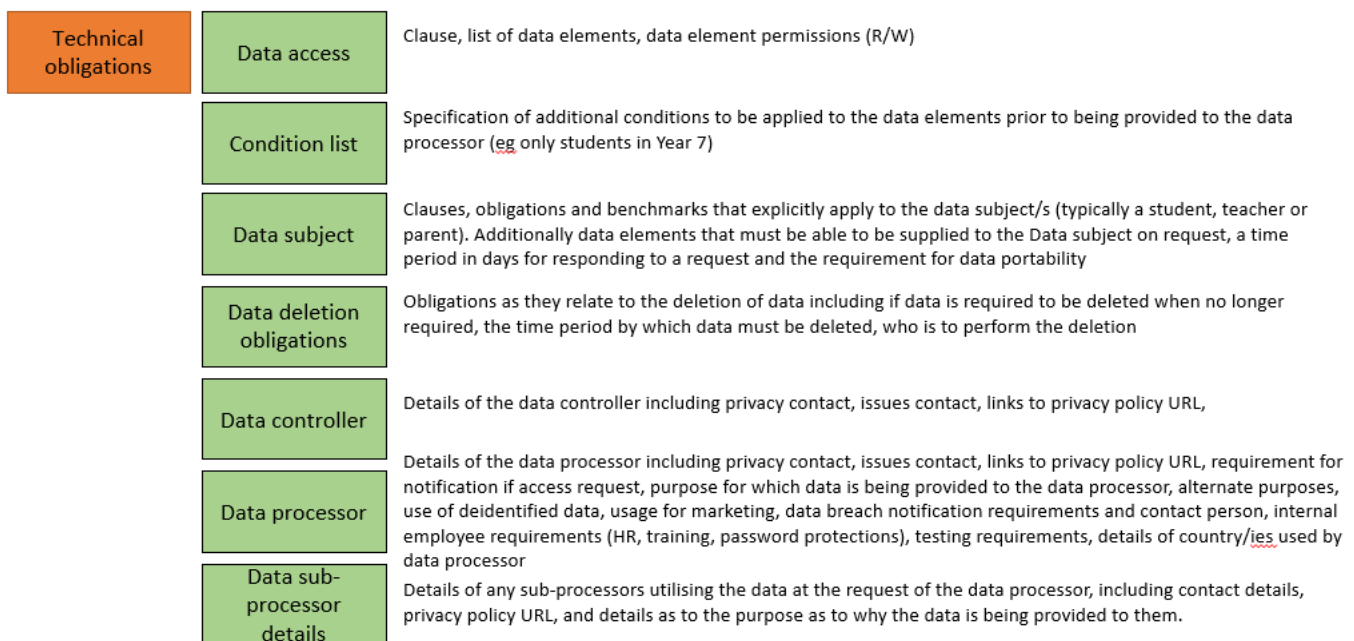 Technical
obligations
Data access
Clause, list of data elements, data element permissions (R/W)
Condition list
Specification of additional conditions to be applied to the data elements prior to being provided to the data
processor (eg only students in Year 7)
Data subject
Clauses, obligations and benchmarks that explicitly apply to the data subject/s (typically a student, teacher or
parent). Additionally data elements that must be able to be supplied to the Data subject on request, a time
period in days for responding to a request and the requirement for data portability
Data deletion
obligations
Obligations as they relate to the deletion of data including if data is required to be deleted when no longer
required, the time period by which data must be deleted, who is to perform the deletion
Data controller
Details of the data controller including privacy contact, issues contact, links to privacy policy URL,
Data processor
Details of the data processor including privacy contact, issues contact, links to privacy policy URL, requirement for
notification if access request, purpose for which data is being provided to the data processor, alternate purposes,
use of deidentified data, usage for marketing, data breach notification requirements and contact person, internal
employee requirements (HR, training, password protections), testing requirements, details of country/ies used by
data processor
Data sub-
processor
details
Details of any sub-processors utilising the data at the request of the data processor, including contact details,
privacy policy URL, and details as to the purpose as to why the data is being provided to them.